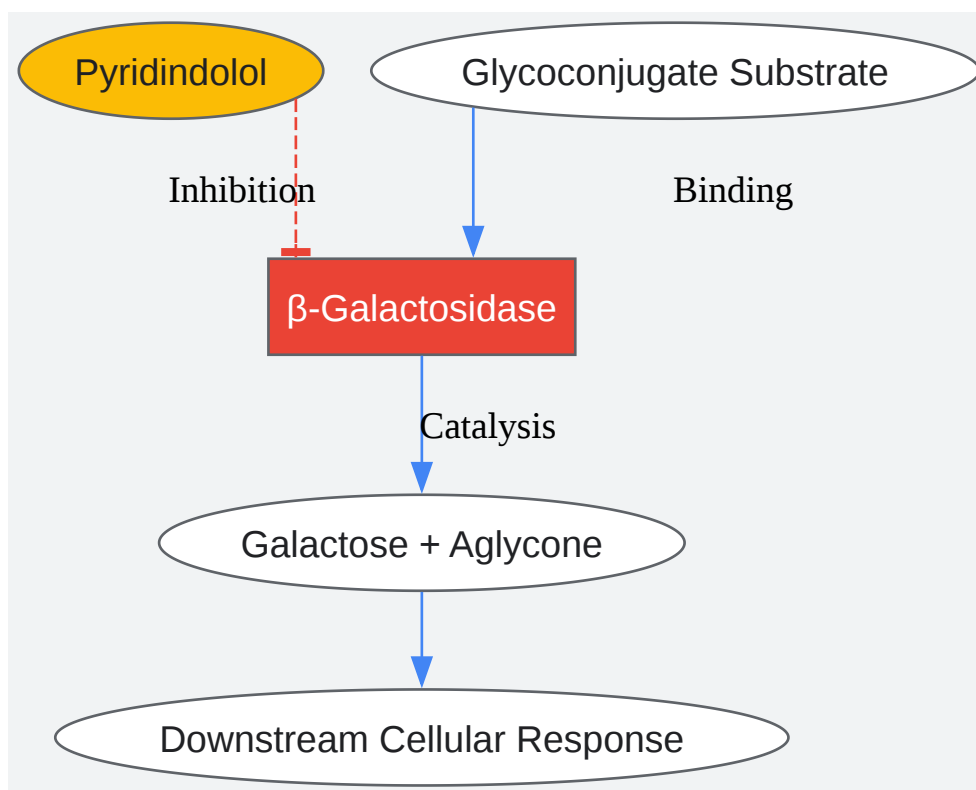 Pyridindolol
Glycoconjugate Substrate
Inhibition
Binding
β-Galactosidase
Catalysis
Galactose + Aglycone
Downstream Cellular Response